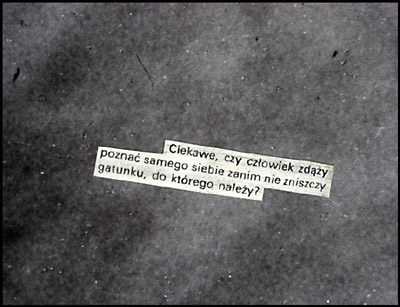 Ciekawe, czy człowiek zdąży
poznać samego siebie zanim nie zniszczy
gatunku, do którego należy?